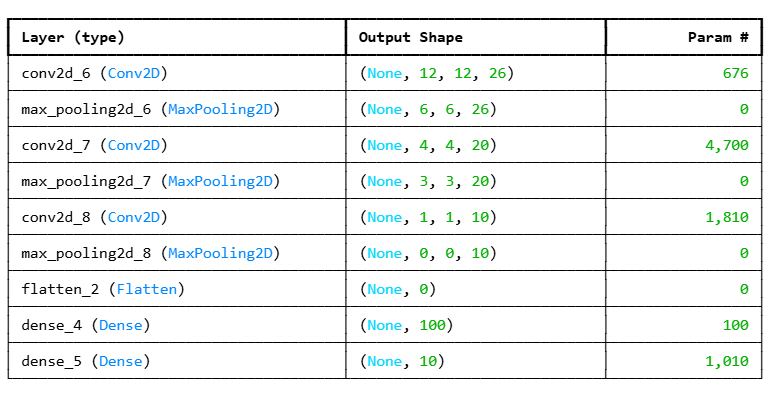 Layer (type) Output Shape Param #
conv2d_6 (Conv2D) (None, 12, 12, 26) 676
max_pooling2d_6 (MaxPooling2D) (None, 6, 6, 26) 0
conv2d_7 (Conv2D) (None, 4, 4, 20) 4,700
max_pooling2d_7 (MaxPooling2D) (None, 3, 3, 20) 0
conv2d_8 (Conv2D) (None, 1, 1, 10) 1,810
max_pooling2d_8 (MaxPooling2D) (None, 0, 0, 10) 0
flatten_2 (Flatten) (None, 0) 0
dense_4 (Dense) (None, 100) 100
dense_5 (Dense) (None, 10) 1,010